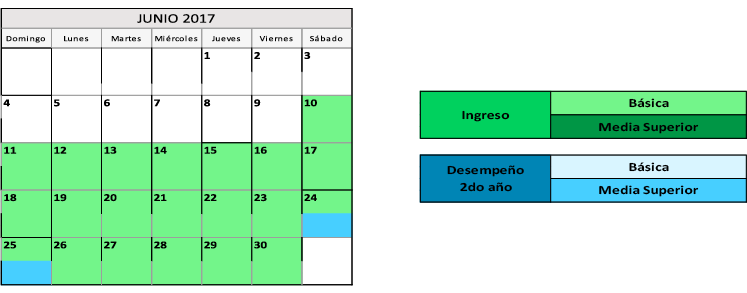 JUNIO 2017
Domingo Lunes Martes Miércoles Jueves Viernes Sábado
1 2 3
4 5 6 7 8 9 10
11 12 13 14 15 16 17
18 19 20 21 22 23 24
25 26 27 28 29 30
Ingreso
Básica
Media Superior
Desempeño
2do año
Básica
Media Superior